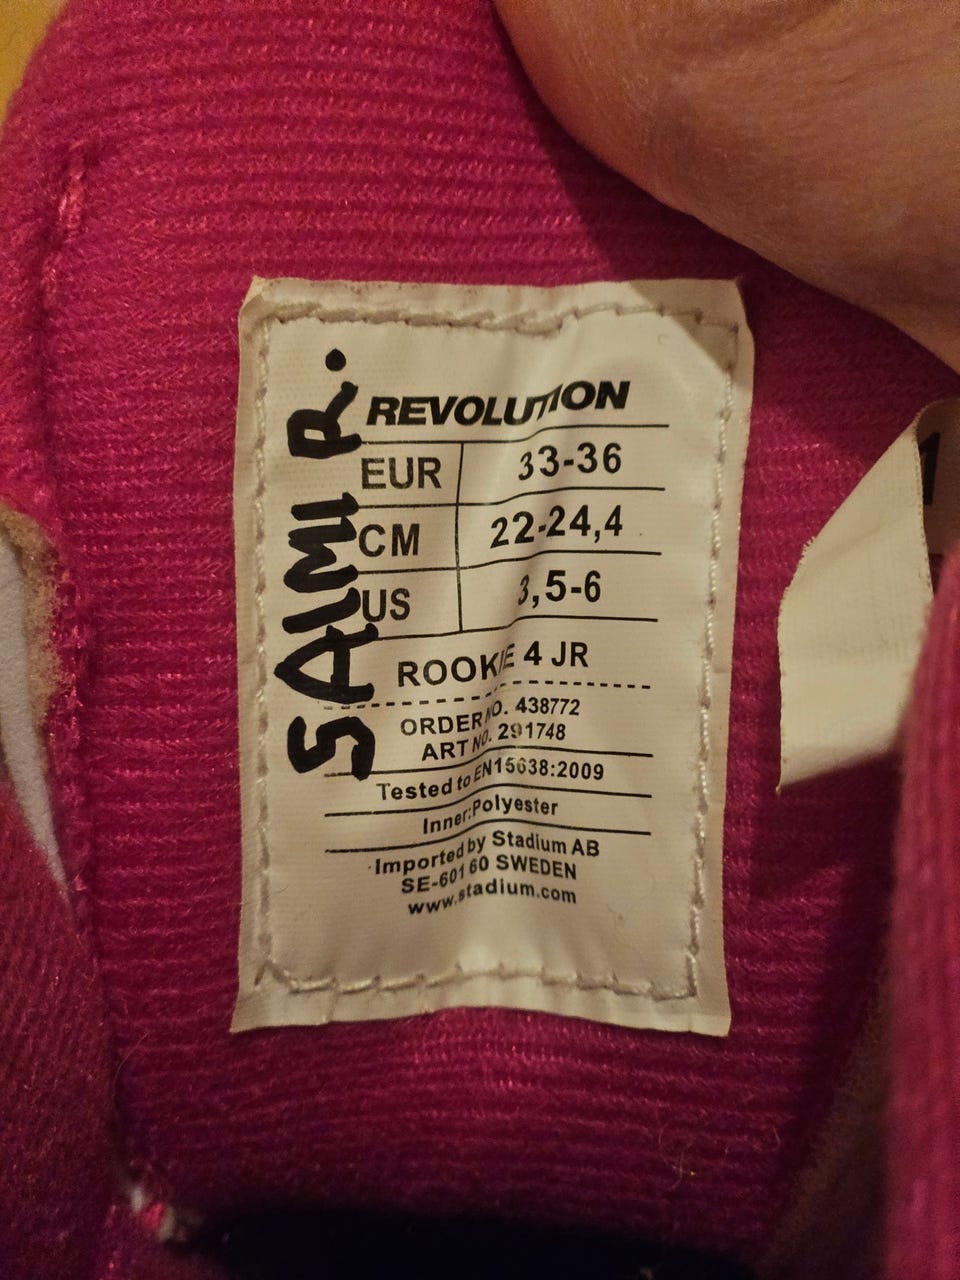 SAMI R.
REVOLUTION
EUR 33-36
CM 22-24,4
US 3,5-6
ROOKIE 4 JR
ORDER NO. 438772
ART NO. 291748
Tested to EN15638:2009
Inner:Polyester
Imported by Stadium AB
SE-601 60 SWEDEN
www.stadium.com
1